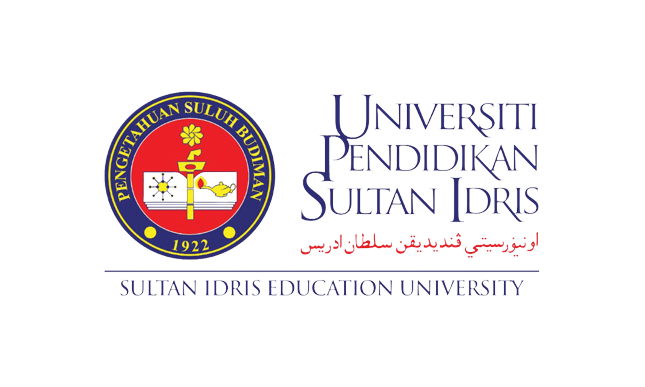 PENGETAHUAN SULUH BUDIMAN
1922
UNIVERSITI
PENDIDIKAN
SULTAN IDRIS
اونيۏرسيتي ڤنديديقن سلطان ادريس
SULTAN IDRIS EDUCATION UNIVERSITY